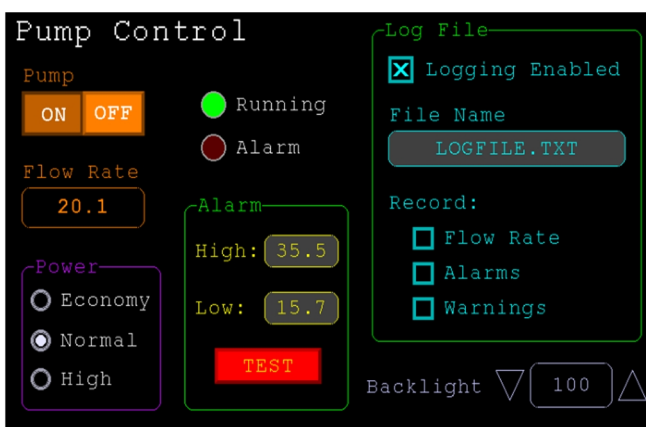 Pump Control
Pump
ON OFF
Running
Alarm
Flow Rate
20.1
Power
Economy
Normal
High
Alarm
High: 35.5
Low: 15.7
TEST
Log File
Logging Enabled
File Name
LOGFILE.TXT
Record:
Flow Rate
Alarms
Warnings
Backlight 100